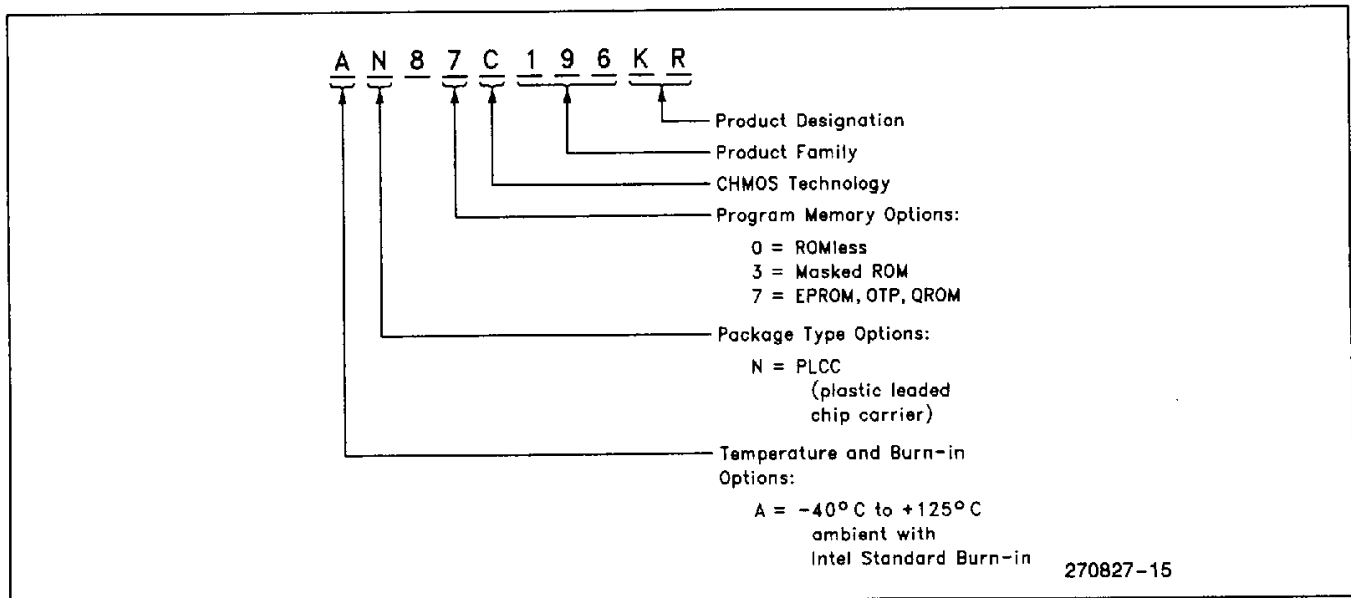 A N 8 7 C 1 9 6 K R
Product Designation
Product Family
CHMOS Technology
Program Memory Options:
0 = ROMless
3 = Masked ROM
7 = EPROM, OTP, QROM
Package Type Options:
N = PLCC
(plastic leaded
chip carrier)
Temperature and Burn-in
Options:
A = -40°C to +125°C
ambient with
Intel Standard Burn-in
270827-15